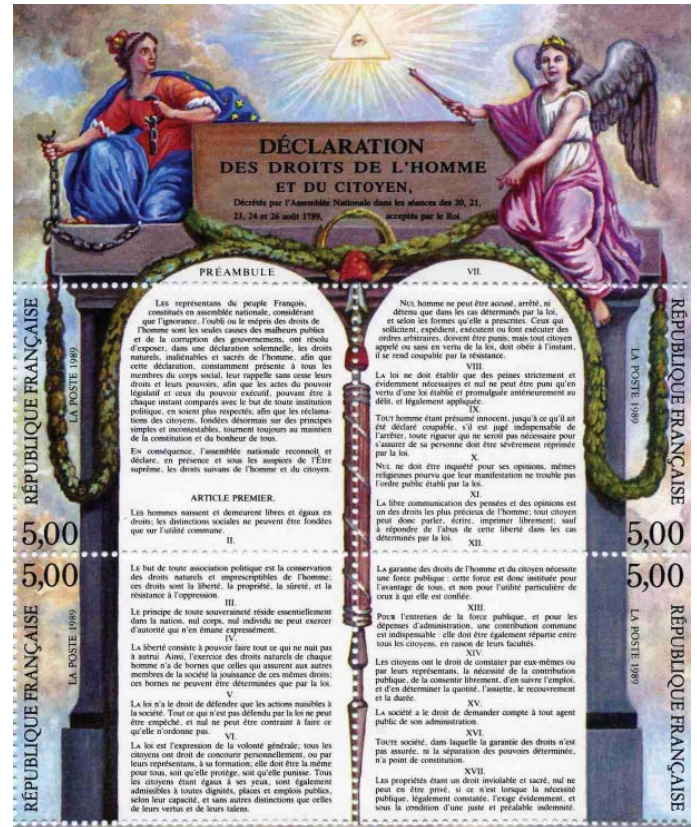 DÉCLARATION
DES DROITS DE L'HOMME
ET DU CITOYEN,
Décrétés par l'Assemblée Nationale dans les séances des 20, 21,
23, 24 et 26 août 1789, acceptés par le Roi.
PRÉAMBULE
LES représentans du peuple François,
constitués en assemblée nationale, considérant
que l'ignorance, l'oubli ou le mépris des droits de
l'homme sont les seules causes des malheurs publics
et de la corruption des gouvernemens, ont résolu
d'exposer, dans une déclaration solemnelle, les droits
naturels, inaliénables et sacrés de l'homme, afin que
cette déclaration, constamment présente à tous les
membres du corps social, leur rappelle sans cesse leurs
droits et leurs pouvoirs, afin que les actes du pouvoir
législatif et ceux du pouvoir exécutif, pouvant être à
chaque instant comparés avec le but de toute institution
politique, en soient plus respectés; afin que les réclama-
tions des citoyens, fondées désormais sur des principes
simples et incontestables, tournent toujours au maintien
de la constitution et du bonheur de tous.
EN conséquence, l'assemblée nationale reconnoît et
déclare, en présence et sous les auspices de l'Être
suprême, les droits suivans de l'homme et du citoyen.
ARTICLE PREMIER.
LES hommes naissent et demeurent libres et égaux en
droits; les distinctions sociales ne peuvent être fondées
que sur l'utilité commune.
II.
LE but de toute association politique est la conservation
des droits naturels et imprescriptibles de l'homme;
ces droits sont la liberté, la propriété, la sûreté, et la
résistance à l'oppression.
III.
LE principe de toute souveraineté réside essentiellement
dans la nation, nul corps, nul individu ne peut exercer
d'autorité qui n'en émane expressément.
IV.
LA liberté consiste à pouvoir faire tout ce qui ne nuit pas
à autrui Ainsi, l'exercice des droits naturels de chaque
homme n'a de bornes que celles qui assurent aux autres
membres de la société la jouissance de ces mêmes droits;
ces bornes ne peuvent être déterminées que par la loi.
V.
LA loi n'a le droit de défendre que les actions nuisibles à
la société. Tout ce qui n'est pas défendu par la loi ne peut
être empêché, et nul ne peut être contraint à faire ce
qu'elle n'ordonne pas.
VI.
LA loi est l'expression de la volonté générale; tous les
citoyens ont droit de concourir personnellement, ou par
leurs représentans, à sa formation; elle doit être la même
pour tous, soit qu'elle protège, soit qu'elle punisse. Tous
les citoyens étant égaux à ses yeux, sont également
admissibles à toutes dignités, places et emplois publics,
selon leur capacité, et sans autres distinctions que celles
de leurs vertus et de leurs talens.
VII.
NUL homme ne peut être accusé, arrêté, ni
détenu que dans les cas déterminés par la loi,
et selon les formes qu'elle a prescrites. Ceux qui
sollicitent, expédient, exécutent ou font exécuter des
ordres arbitraires, doivent être punis; mais tout citoyen
appelé ou saisi en vertu de la loi, doit obéir à l'instant,
il se rend coupable par la résistance.
VIII.
LA loi ne doit établir que des peines strictement et
évidemment nécessaires et nul ne peut être puni qu'en
vertu d'une loi établie et promulguée antérieurement au
délit, et légalement appliquée.
IX.
TOUT homme étant présumé innocent, jusqu'à ce qu'il ait
été déclaré coupable, s'il est jugé indispensable de
l'arrêter, toute rigueur qui ne seroit pas nécessaire pour
s'assurer de sa personne doit être sévèrement réprimée
par la loi.
X.
NUL ne doit être inquiété pour ses opinions, mêmes
religieuses pourvu que leur manifestation ne trouble pas
l'ordre public établi par la loi.
XI.
LA libre communication des pensées et des opinions est
un des droits les plus précieux de l'homme; tout citoyen
peut donc parler, écrire, imprimer librement; sauf
à répondre de l'abus de cette liberté dans les cas
déterminés par la loi.
XII.
LA garantie des droits de l'homme et du citoyen nécessite
une force publique : cette force est donc instituée pour
l'avantage de tous, et non pour l'utilité particulière de
ceux à qui elle est confiée.
XIII.
POUR l'entretien de la force publique, et pour les
dépenses d'administration, une contribution commune
est indispensable : elle doit être également répartie entre
tous les citoyens, en raison de leurs facultés.
XIV.
LES citoyens ont le droit de constater par eux-mêmes ou
par leurs représentans, la nécessité de la contribution
publique, de la consentir librement, d'en suivre l'emploi,
et d'en déterminer la quotité, l'assiette, le recouvrement
et la durée.
XV.
LA société a le droit de demander compte à tout agent
public de son administration.
XVI.
TOUTE société, dans laquelle la garantie des droits n'est
pas assurée, ni la séparation des pouvoirs déterminée,
n'a point de constitution.
XVII.
LES propriétés étant un droit inviolable et sacré, nul ne
peut en être privé, si ce n'est lorsque la nécessité
publique, légalement constatée, l'exige évidemment, et
sous la condition d'une juste et préalable indemnité.
RÉPUBLIQUE FRANÇAISE
LA POSTE 1989
5,00
RÉPUBLIQUE FRANÇAISE
LA POSTE 1989
5,00
5,00
RÉPUBLIQUE FRANÇAISE
LA POSTE 1989
5,00
RÉPUBLIQUE FRANÇAISE
LA POSTE 1989